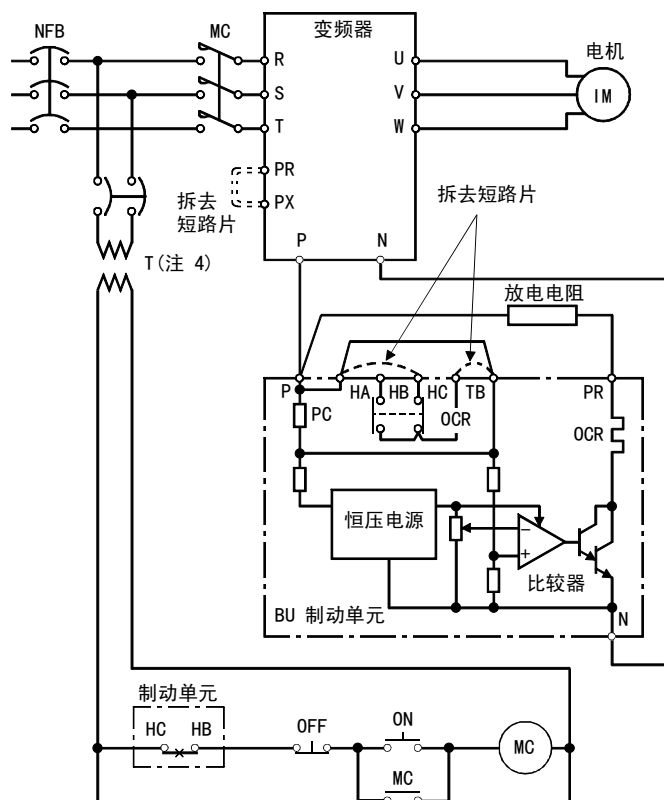 NFB
MC
变频器
R
S
T
U
V
W
电机
IM
PR
PX
拆去
短路片
拆去短路片
P
N
T(注 4)
放电电阻
P
HA
HB
HC
TB
PR
PC
OCR
OCR
恒压电源
−
+
比较器
BU 制动单元
N
制动单元
HC
HB
OFF
ON
MC
MC